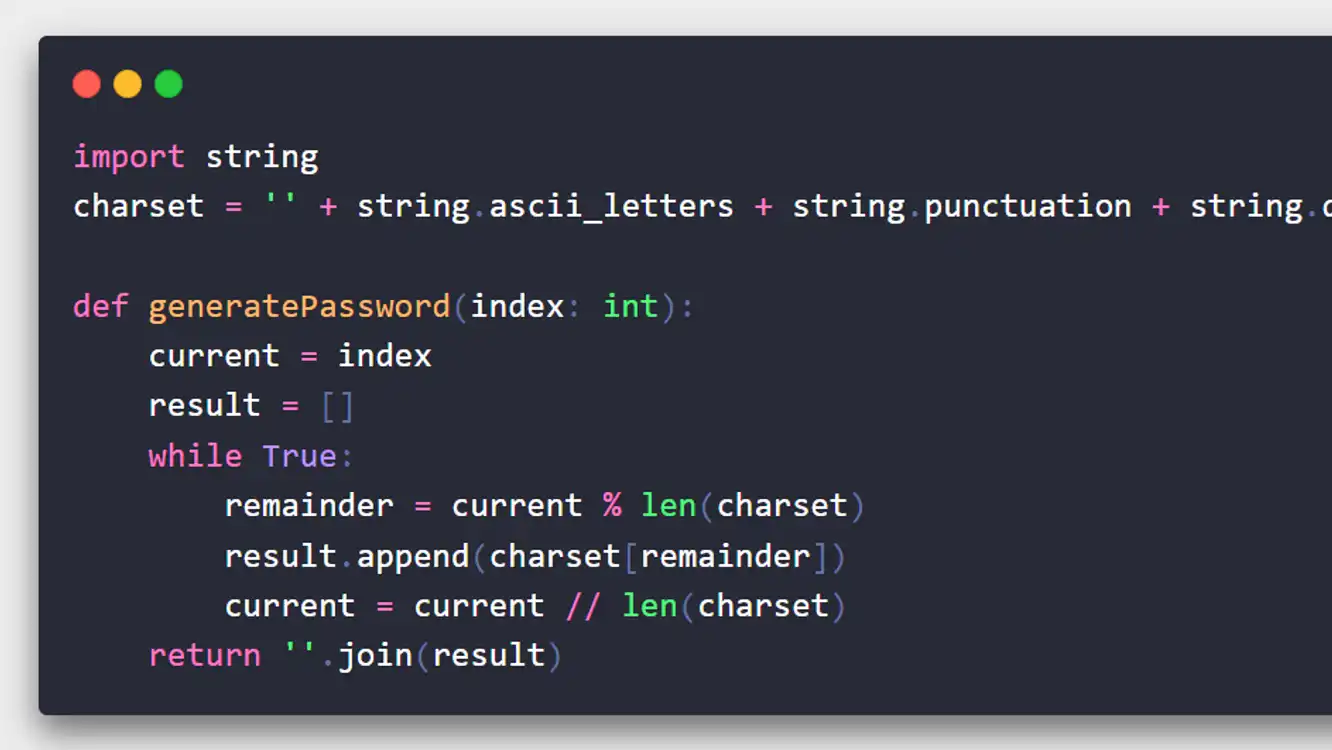 import string
charset = '' + string.ascii_letters + string.punctuation + string.
def generatePassword(index: int):
    current = index
    result = []
    while True:
        remainder = current % len(charset)
        result.append(charset[remainder])
        current = current // len(charset)
    return ''.join(result)